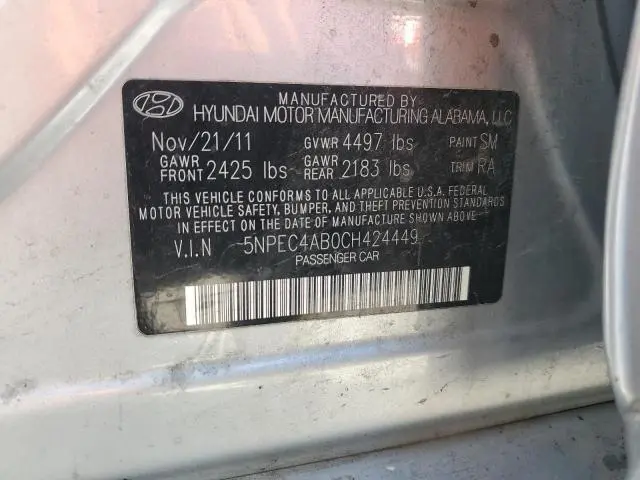 MANUFACTURED BY
HYUNDAI MOTOR MANUFACTURING ALABAMA, LLC
Nov/21/11 GVWR 4497 lbs PAINT SM
GAWR FRONT 2425 lbs GAWR REAR 2183 lbs TRIM RA
THIS VEHICLE CONFORMS TO ALL APPLICABLE U.S.A. FEDERAL
MOTOR VEHICLE SAFETY, BUMPER, AND THEFT PREVENTION
STANDARDS IN EFFECT ON THE DATE OF MANUFACTURE SHOWN ABOVE.
V.I.N 5NPEC4AB0CH424449
PASSENGER CAR